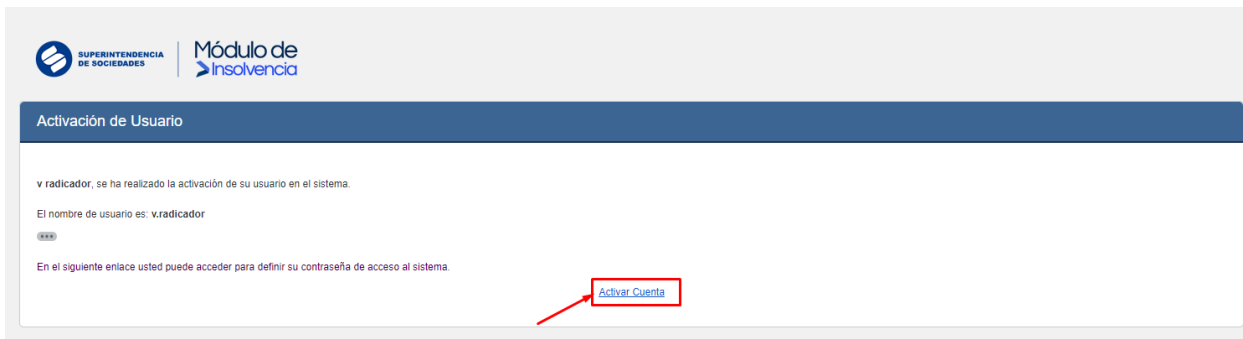 SUPERINTENDENCIA
DE SOCIEDADES
Módulo de
Insolvencia
Activación de Usuario
v radicador, se ha realizado la activación de su usuario en el sistema.
El nombre de usuario es: v.radicador
En el siguiente enlace usted puede acceder para definir su contraseña de acceso al sistema.
Activar Cuenta